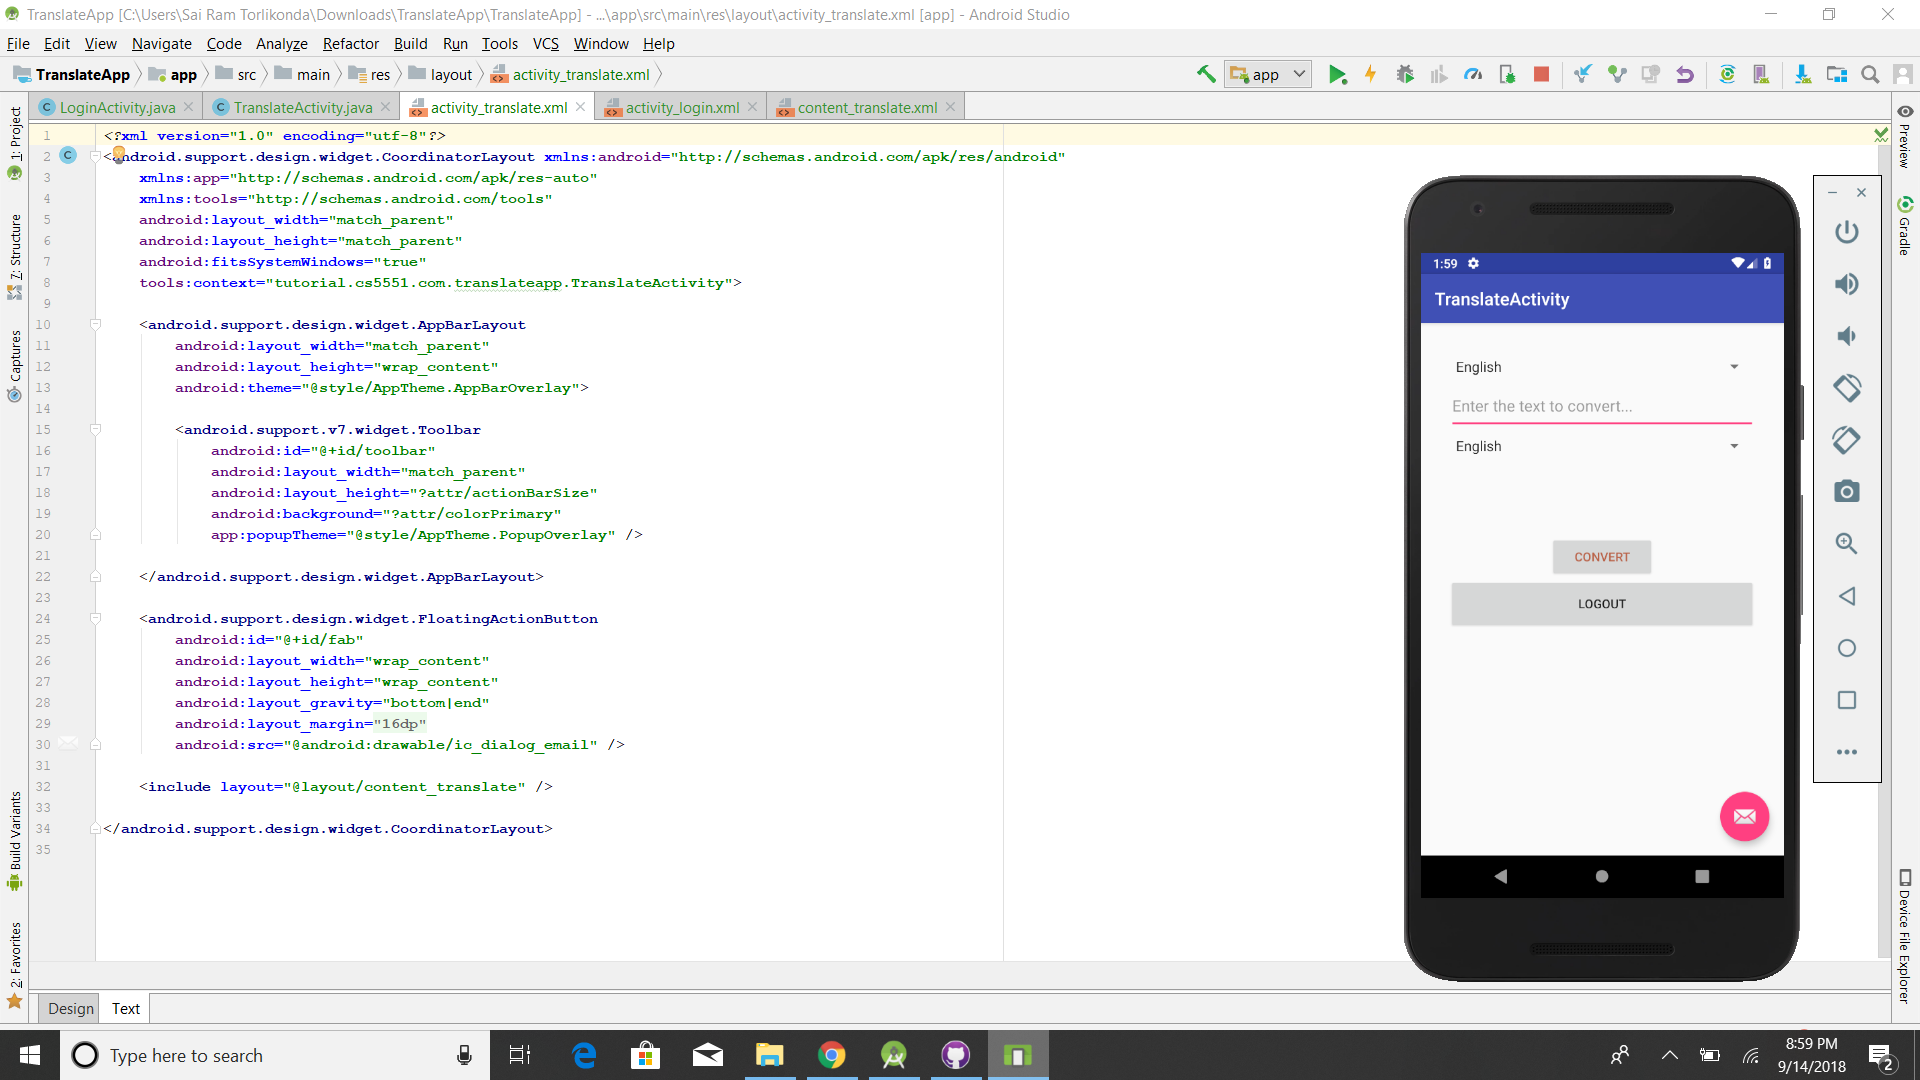 TranslateApp [C:\Users\Sai Ram Torlikonda\Downloads\TranslateApp\TranslateApp] - ...\app\src\main\res\layout\activity_translate.xml [app] - Android Studio
File Edit View Navigate Code Analyze Refactor Build Run Tools VCS Window Help
TranslateApp app src main res layout activity_translate.xml app
LoginActivity.java TranslateActivity.java activity_translate.xml activity_login.xml content_translate.xml
1 <?xml version="1.0" encoding="utf-8"?>
2 <android.support.design.widget.CoordinatorLayout xmlns:android="http://schemas.android.com/apk/res/android"
3 xmlns:app="http://schemas.android.com/apk/res-auto"
4 xmlns:tools="http://schemas.android.com/tools"
5 android:layout_width="match_parent"
6 android:layout_height="match_parent"
7 android:fitsSystemWindows="true"
8 tools:context="tutorial.cs5551.com.translateapp.TranslateActivity">
9
10 <android.support.design.widget.AppBarLayout
11 android:layout_width="match_parent"
12 android:layout_height="wrap_content"
13 android:theme="@style/AppTheme.AppBarOverlay">
14
15 <android.support.v7.widget.Toolbar
16 android:id="@+id/toolbar"
17 android:layout_width="match_parent"
18 android:layout_height="?attr/actionBarSize"
19 android:background="?attr/colorPrimary"
20 app:popupTheme="@style/AppTheme.PopupOverlay" />
21
22 </android.support.design.widget.AppBarLayout>
23
24 <android.support.design.widget.FloatingActionButton
25 android:id="@+id/fab"
26 android:layout_width="wrap_content"
27 android:layout_height="wrap_content"
28 android:layout_gravity="bottom|end"
29 android:layout_margin="16dp"
30 android:src="@android:drawable/ic_dialog_email" />
31
32 <include layout="@layout/content_translate" />
33
34 </android.support.design.widget.CoordinatorLayout>
35
1: Project
7: Structure
Captures
Build Variants
2: Favorites
1:59
TranslateActivity
English
Enter the text to convert...
English
CONVERT
LOGOUT
Preview
Gradle
Device File Explorer
Design Text
Type here to search
8:59 PM
9/14/2018
2